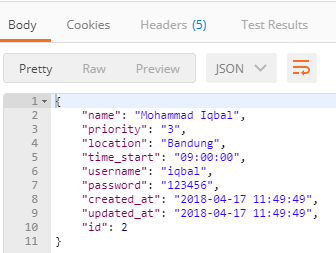 Body Cookies Headers (5) Test Results
Pretty Raw Preview JSON
1 {
2 "name": "Mohammad Iqbal",
3 "priority": "3",
4 "location": "Bandung",
5 "time_start": "09:00:00",
6 "username": "iqbal",
7 "password": "123456",
8 "created_at": "2018-04-17 11:49:49",
9 "updated_at": "2018-04-17 11:49:49",
10 "id": 2
11 }